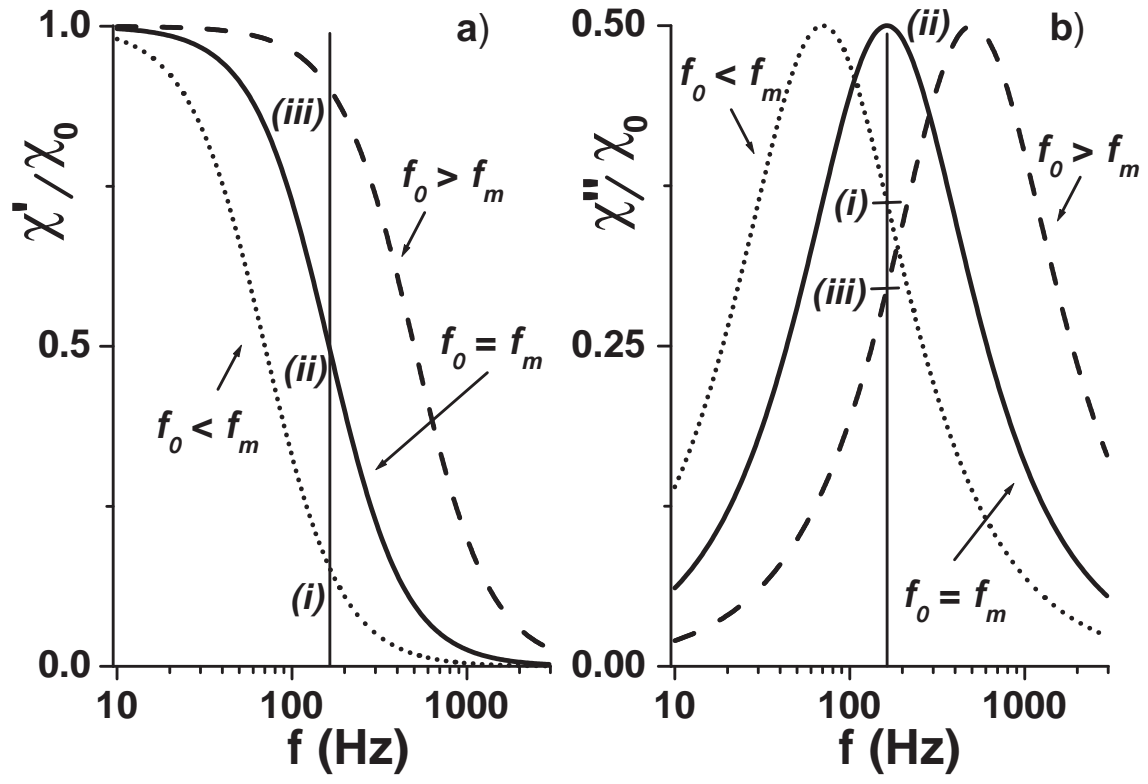 a)
1.0
0.5
0.0
χ'/χ₀
(iii)
f₀ > fₘ
(ii)
f₀ = fₘ
f₀ < fₘ
(i)
10
100
1000
f (Hz)
b)
0.50
0.25
0.00
χ''/χ₀
(ii)
f₀ < fₘ
f₀ > fₘ
(i)
(iii)
f₀ = fₘ
10
100
1000
f (Hz)